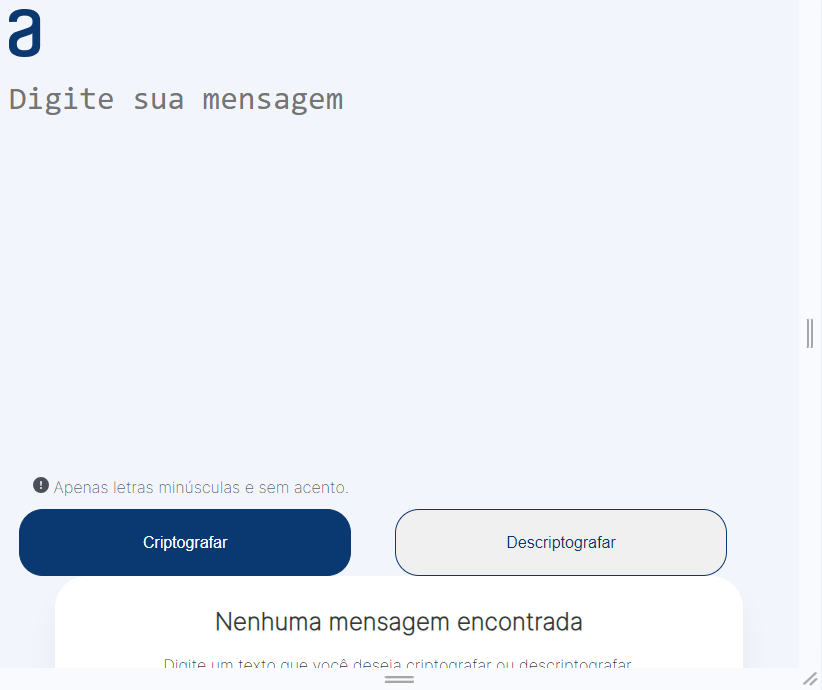 a
Digite sua mensagem
Apenas letras minúsculas e sem acento.
Criptografar
Descriptografar
Nenhuma mensagem encontrada
Digite um texto que você deseja criptografar ou descriptografar